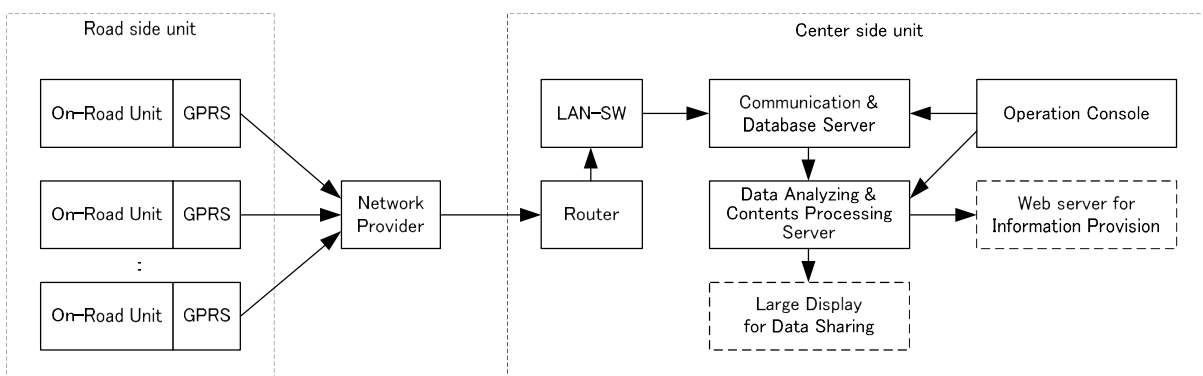 Road side unit
On-Road Unit
GPRS
On-Road Unit
GPRS
:
On-Road Unit
GPRS
Network
Provider
Center side unit
LAN-SW
Router
Communication &
Database Server
Operation Console
Data Analyzing &
Contents Processing
Server
Web server for
Information Provision
Large Display
for Data Sharing